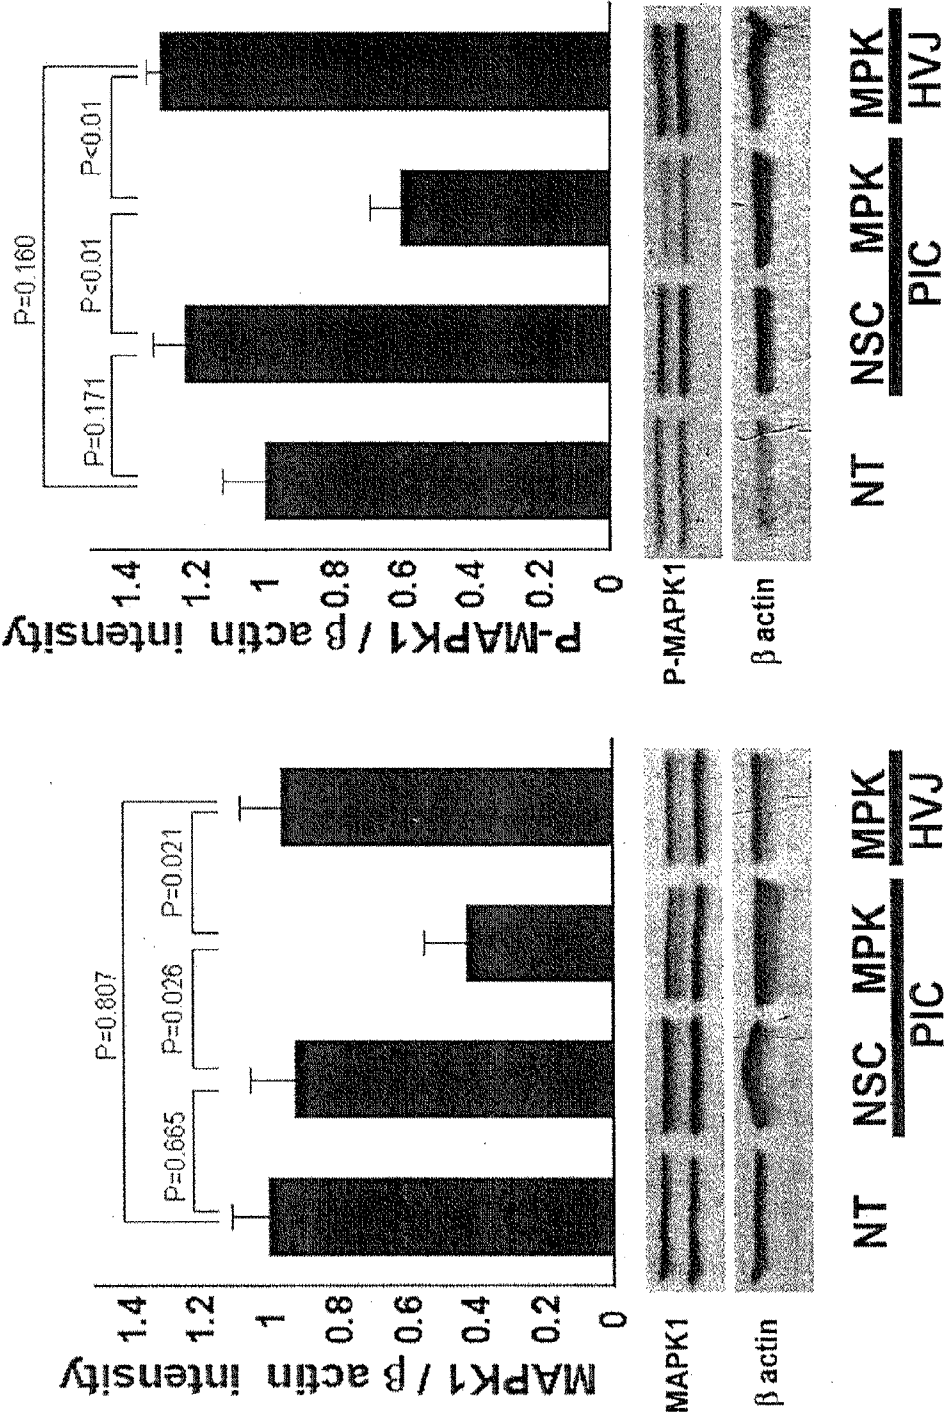 MAPK1 / β actin intensity
1.4
1.2
1
0.8
0.6
0.4
0.2
0
P=0.807
P=0.665
P=0.026
P=0.021
MAPK1
β actin
NT
NSC
MPK
MPK
PIC
HVJ
P-MAPK1 / β actin intensity
1.4
1.2
1
0.8
0.6
0.4
0.2
0
P=0.160
P=0.171
P<0.01
P<0.01
P-MAPK1
β actin
NT
NSC
MPK
MPK
PIC
HVJ